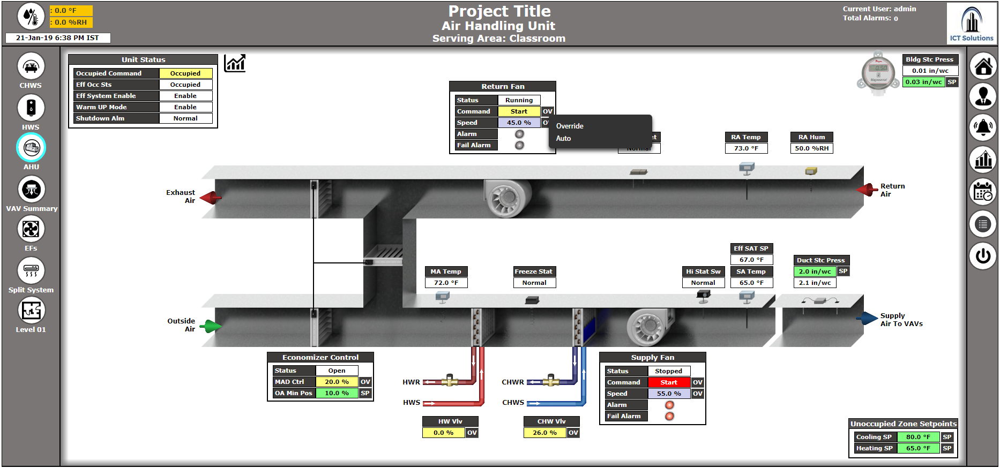 : 0.0 °F
: 0.0 %RH
21-Jan-19 6:38 PM IST
Project Title
Air Handling Unit
Serving Area: Classroom
Current User: admin
Total Alarms: 0
ICT Solutions
CHWS
HWS
AHU
VAV Summary
EFs
Split System
Level 01
Unit Status
Occupied Command Occupied
Eff Occ Sts Occupied
Eff System Enable Enable
Warm UP Mode Enable
Shutdown Alm Normal
Return Fan
Status Running
Command Start OV
Speed 45.0 %
Alarm
Fail Alarm
Override
Auto
Normal
RA Temp
73.0 °F
RA Hum
50.0 %RH
0.50
Magnesense
Bldg Stc Press
0.01 in/wc
0.03 in/wc SP
Exhaust
Air
Return
Air
MA Temp
72.0 °F
Freeze Stat
Normal
Hi Stat Sw
Normal
Eff SAT SP
67.0 °F
SA Temp
65.0 °F
Duct Stc Press
2.0 in/wc SP
2.1 in/wc
Outside
Air
Supply
Air To VAVs
Economizer Control
Status Open
MAD Ctrl 20.0 % OV
OA Min Pos 10.0 % SP
HWR
HWS
HW Vlv
0.0 % OV
CHWR
CHWS
CHW Vlv
26.0 % OV
Supply Fan
Status Stopped
Command Start OV
Speed 55.0 % OV
Alarm
Fail Alarm
Unoccupied Zone Setpoints
Cooling SP 80.0 °F SP
Heating SP 65.0 °F SP